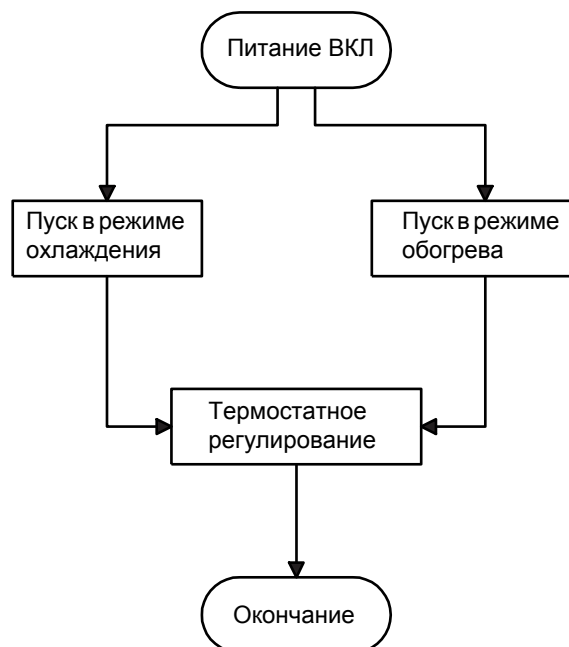 Питание ВКЛ
Пуск в режиме
охлаждения
Пуск в режиме
обогрева
Термостатное
регулирование
Окончание